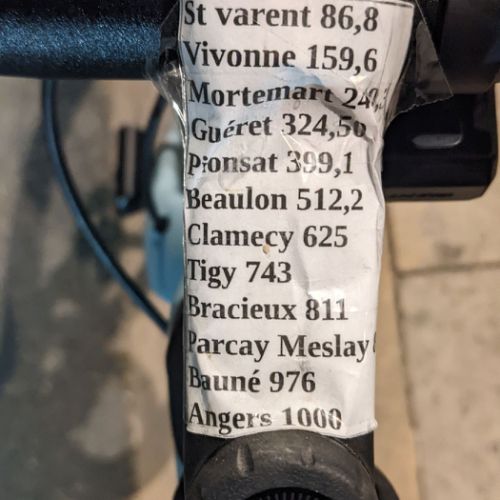 St varent 86,8
Vivonne 159,6
Mortemart
Guéret 324,50
Pionsat 399,1
Beaulon 512,2
Clamecy 625
Tigy 743
Bracieux 811
Parcay Meslay
Bauné 976
Angers 1000